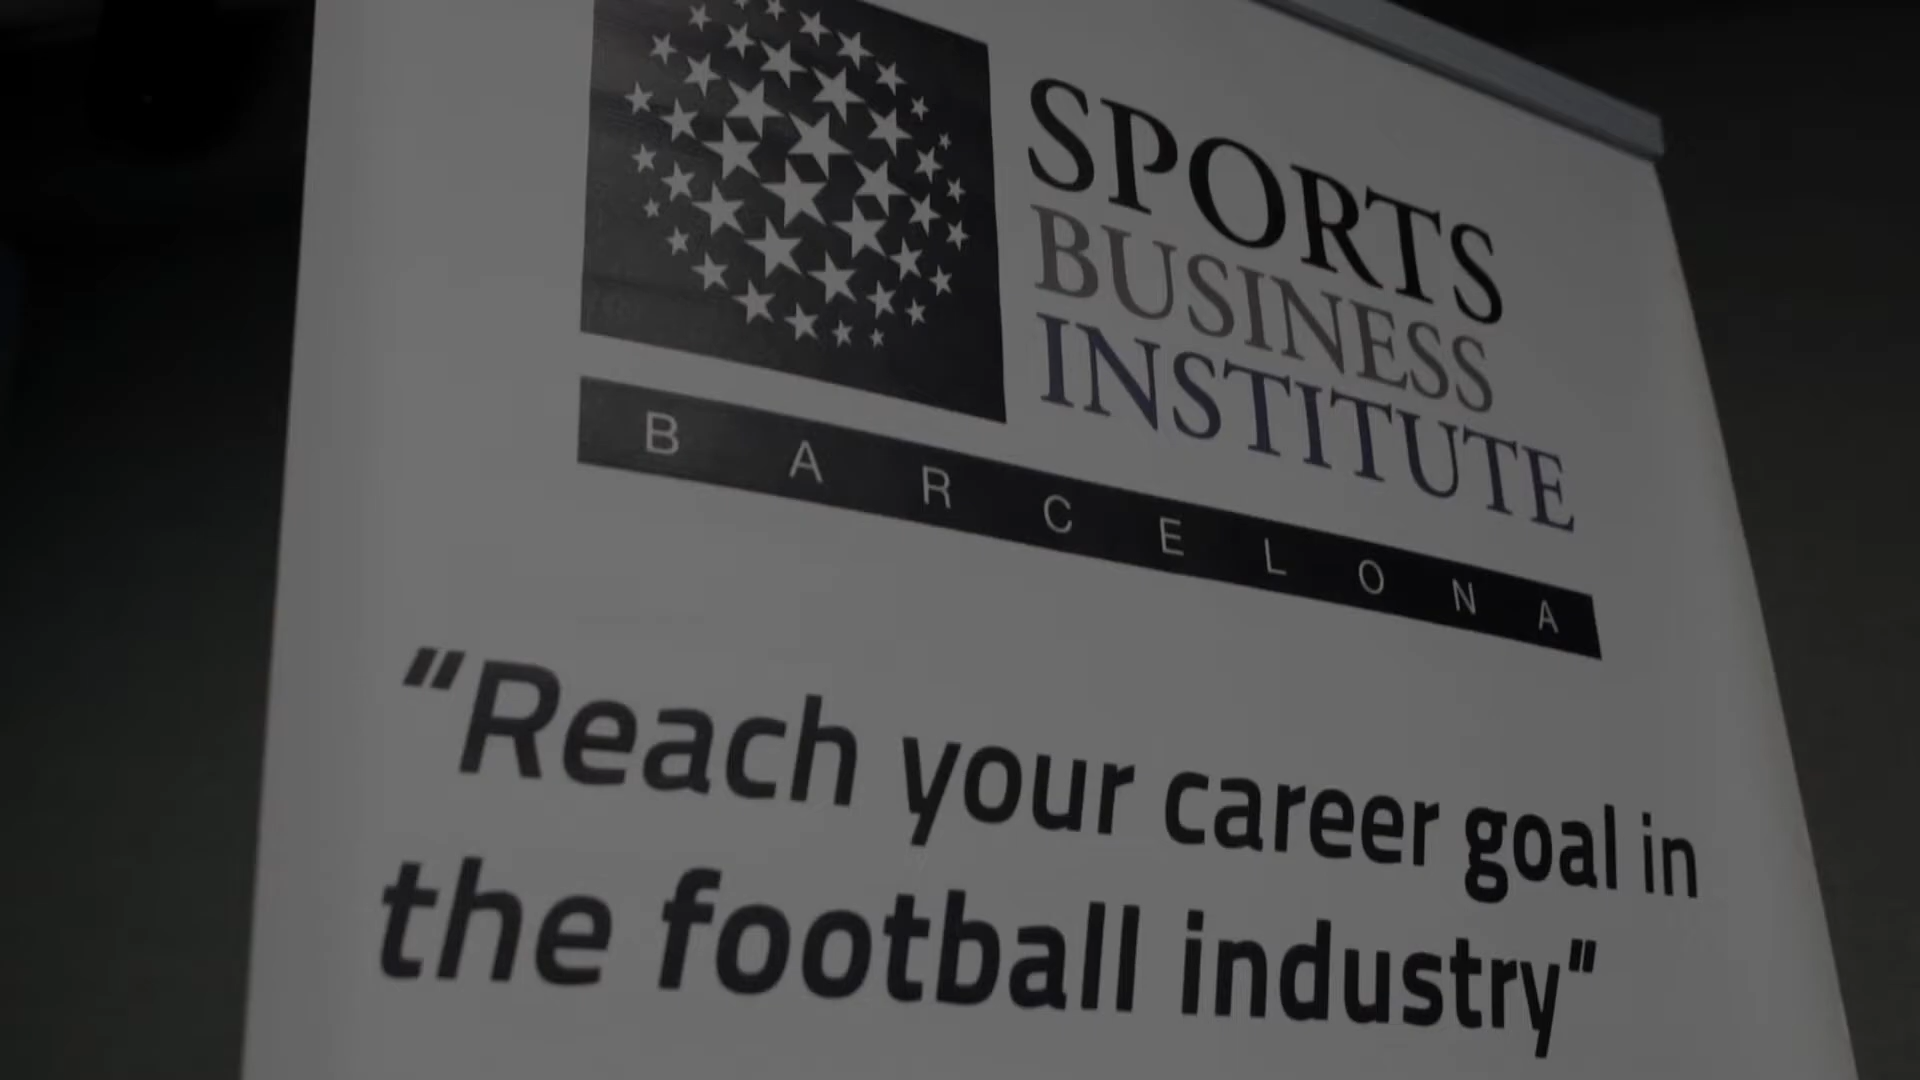 SPORTS
BUSINESS
INSTITUTE
BARCELONA
"Reach your career goal in
the football industry"